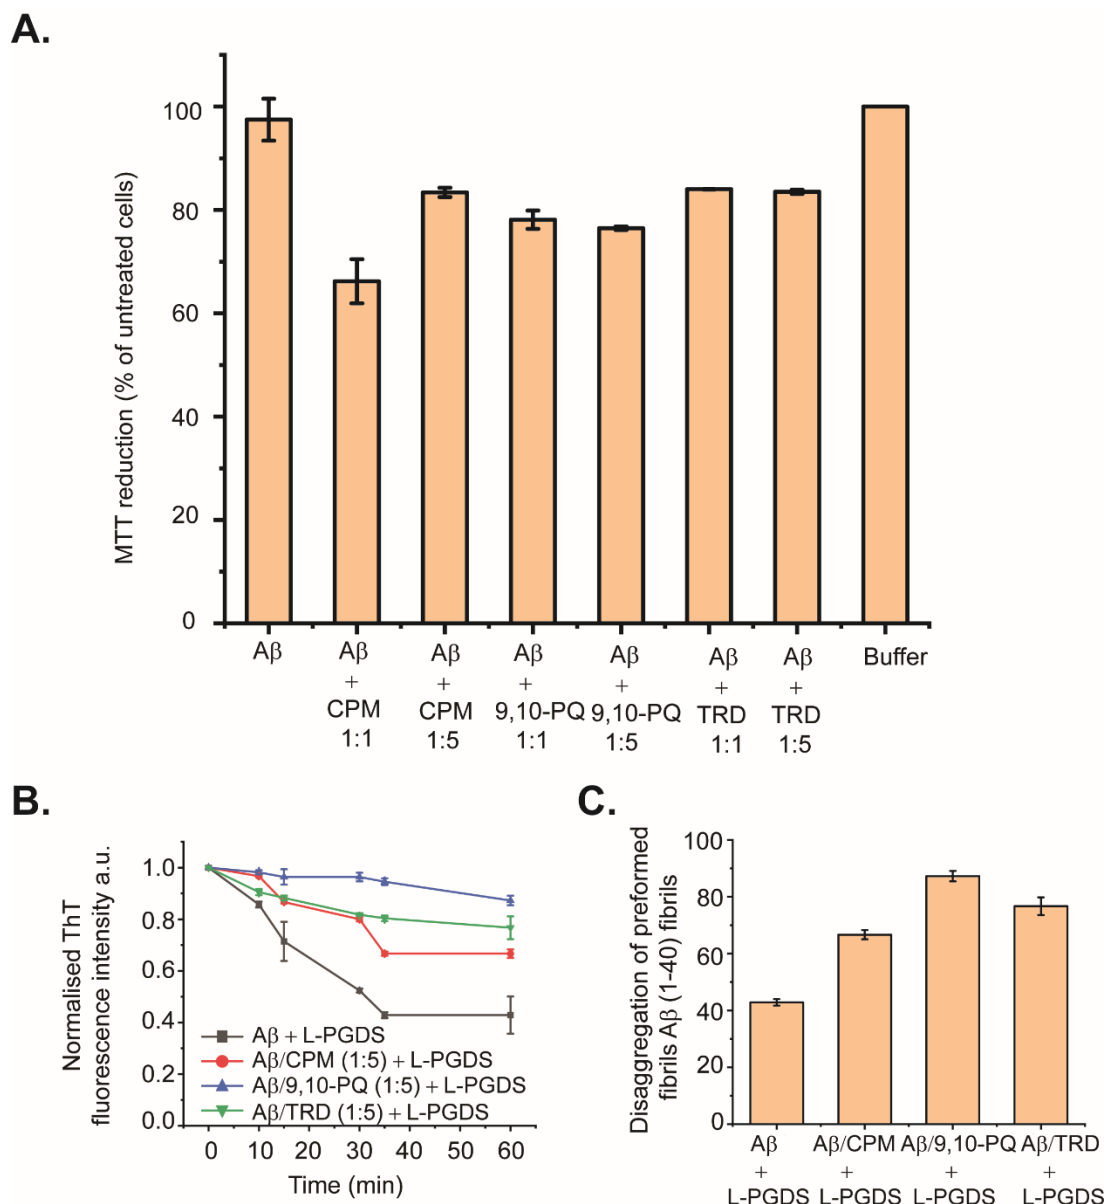 A.
MTT reduction (% of untreated cells)
100
80
60
40
20
0
Aβ
Aβ
+
CPM
1:1
Aβ
+
CPM
1:5
Aβ
+
9,10-PQ
1:1
Aβ
+
9,10-PQ
1:5
Aβ
+
TRD
1:1
Aβ
+
TRD
1:5
Buffer
B.
Normalised ThT
fluorescence intensity a.u.
1.0
0.8
0.6
0.4
0.2
0.0
Aβ + L-PGDS
Aβ/CPM (1:5) + L-PGDS
Aβ/9,10-PQ (1:5) + L-PGDS
Aβ/TRD (1:5) + L-PGDS
0 10 20 30 40 50 60
Time (min)
C.
Disaggregation of preformed
fibrils Aβ (1-40) fibrils
100
80
60
40
20
0
Aβ
+
L-PGDS
Aβ/CPM
+
L-PGDS
Aβ/9,10-PQ
+
L-PGDS
Aβ/TRD
+
L-PGDS